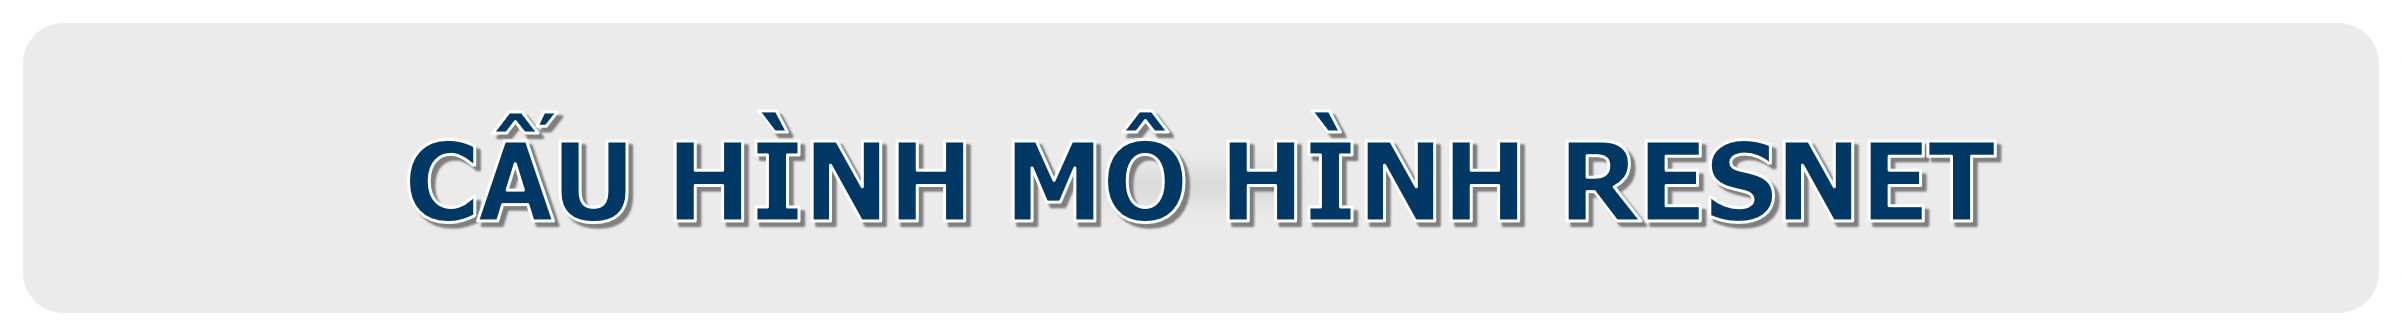 CẤU HÌNH MÔ HÌNH RESNET